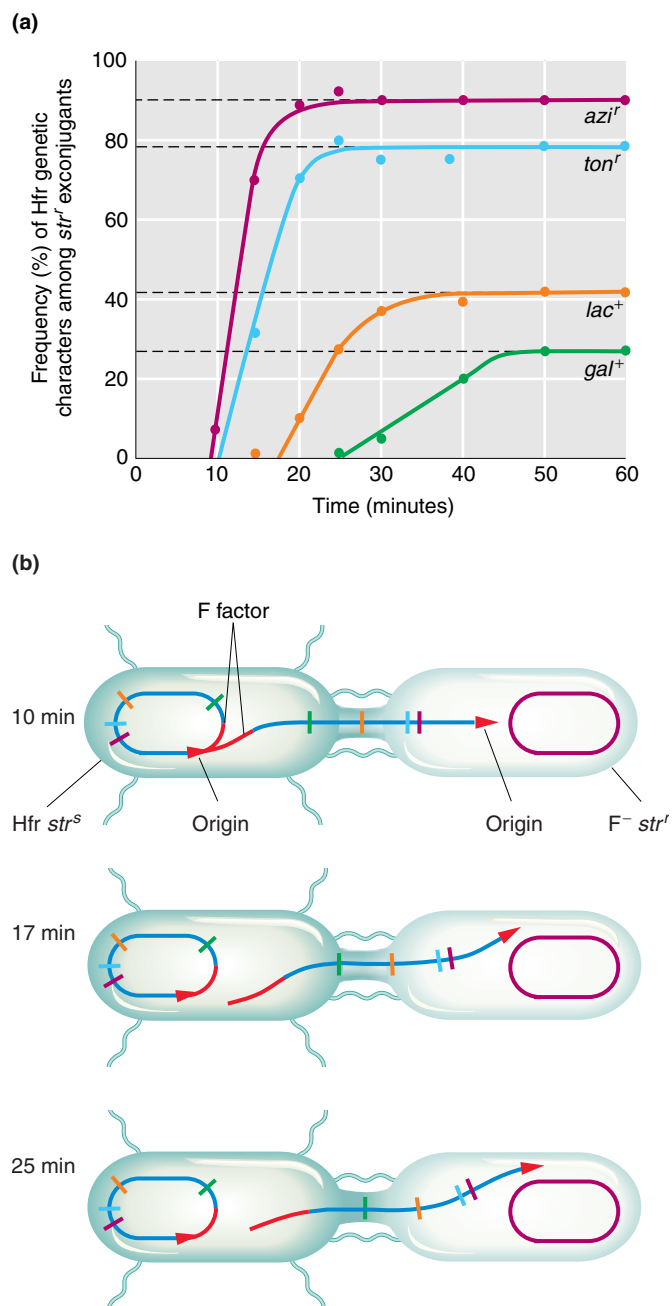 (a)
100
80
60
40
20
0
Frequency (%) of Hfr genetic
characters among strʳ exconjugants
aziʳ
tonʳ
lac⁺
gal⁺
0 10 20 30 40 50 60
Time (minutes)
(b)
F factor
10 min
Hfr strˢ
Origin
Origin
F⁻ strʳ
17 min
25 min